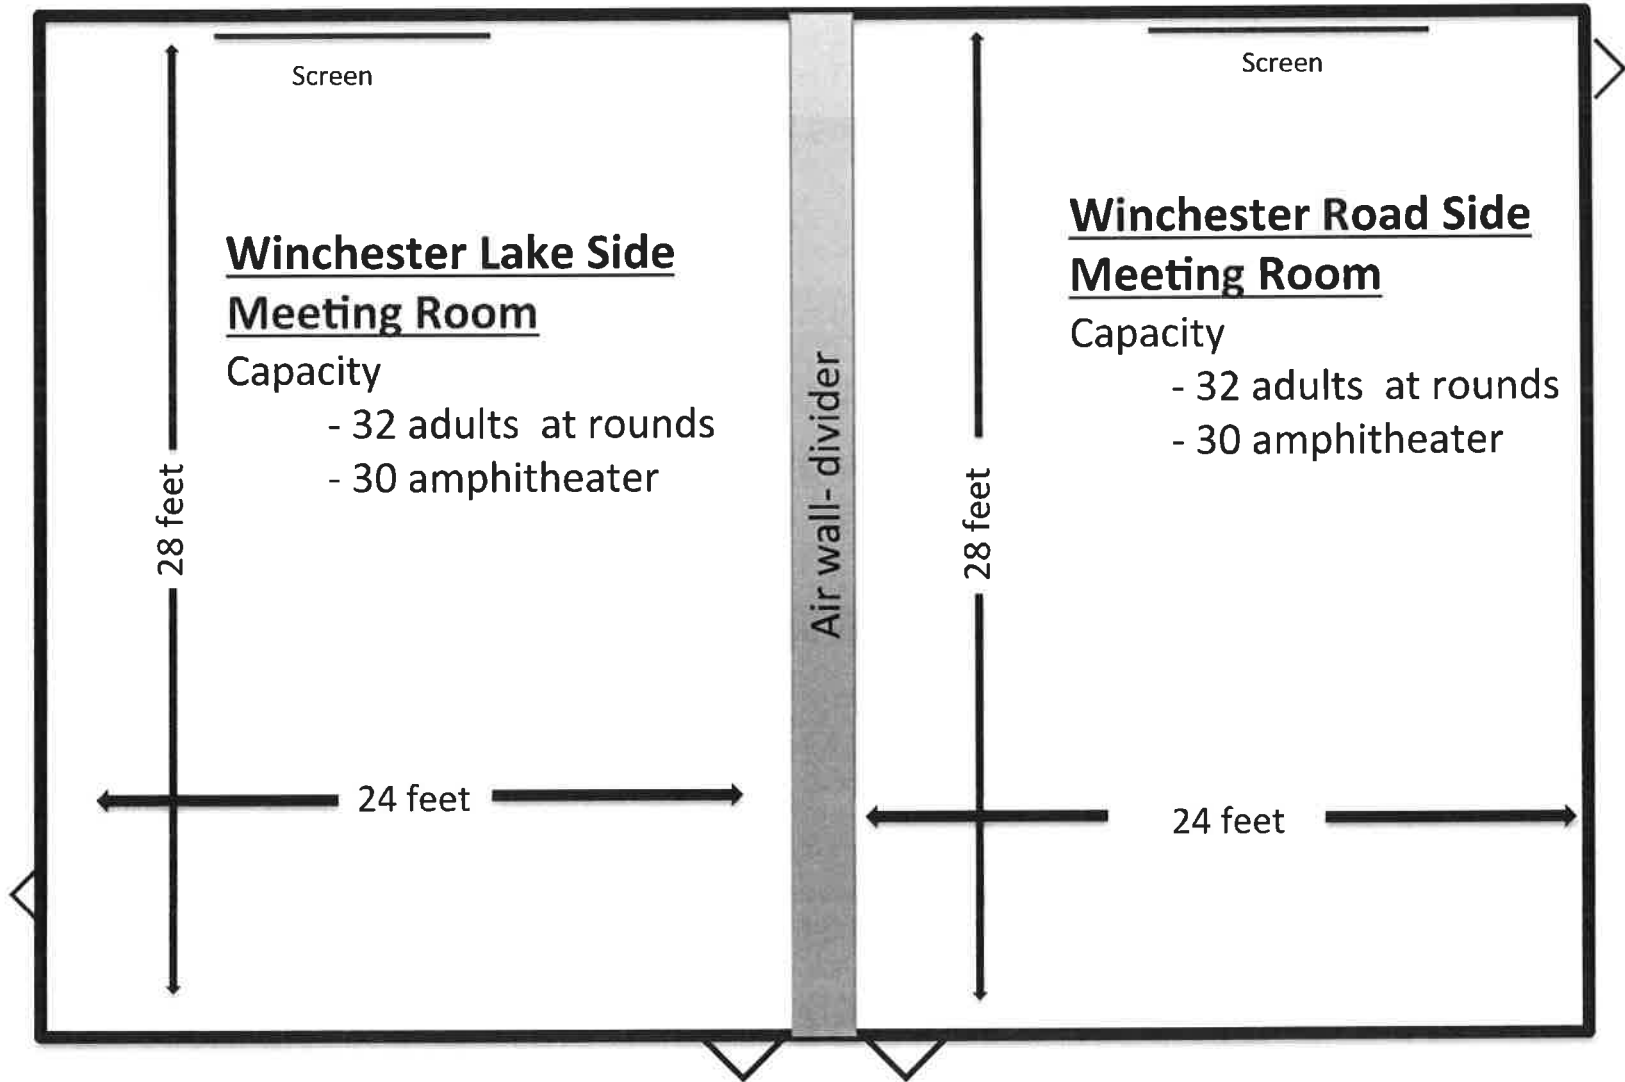 Screen
Winchester Lake Side
Meeting Room
Capacity
- 32 adults at rounds
- 30 amphitheater
28 feet
24 feet
Air wall- divider
Screen
Winchester Road Side
Meeting Room
Capacity
- 32 adults at rounds
- 30 amphitheater
28 feet
24 feet